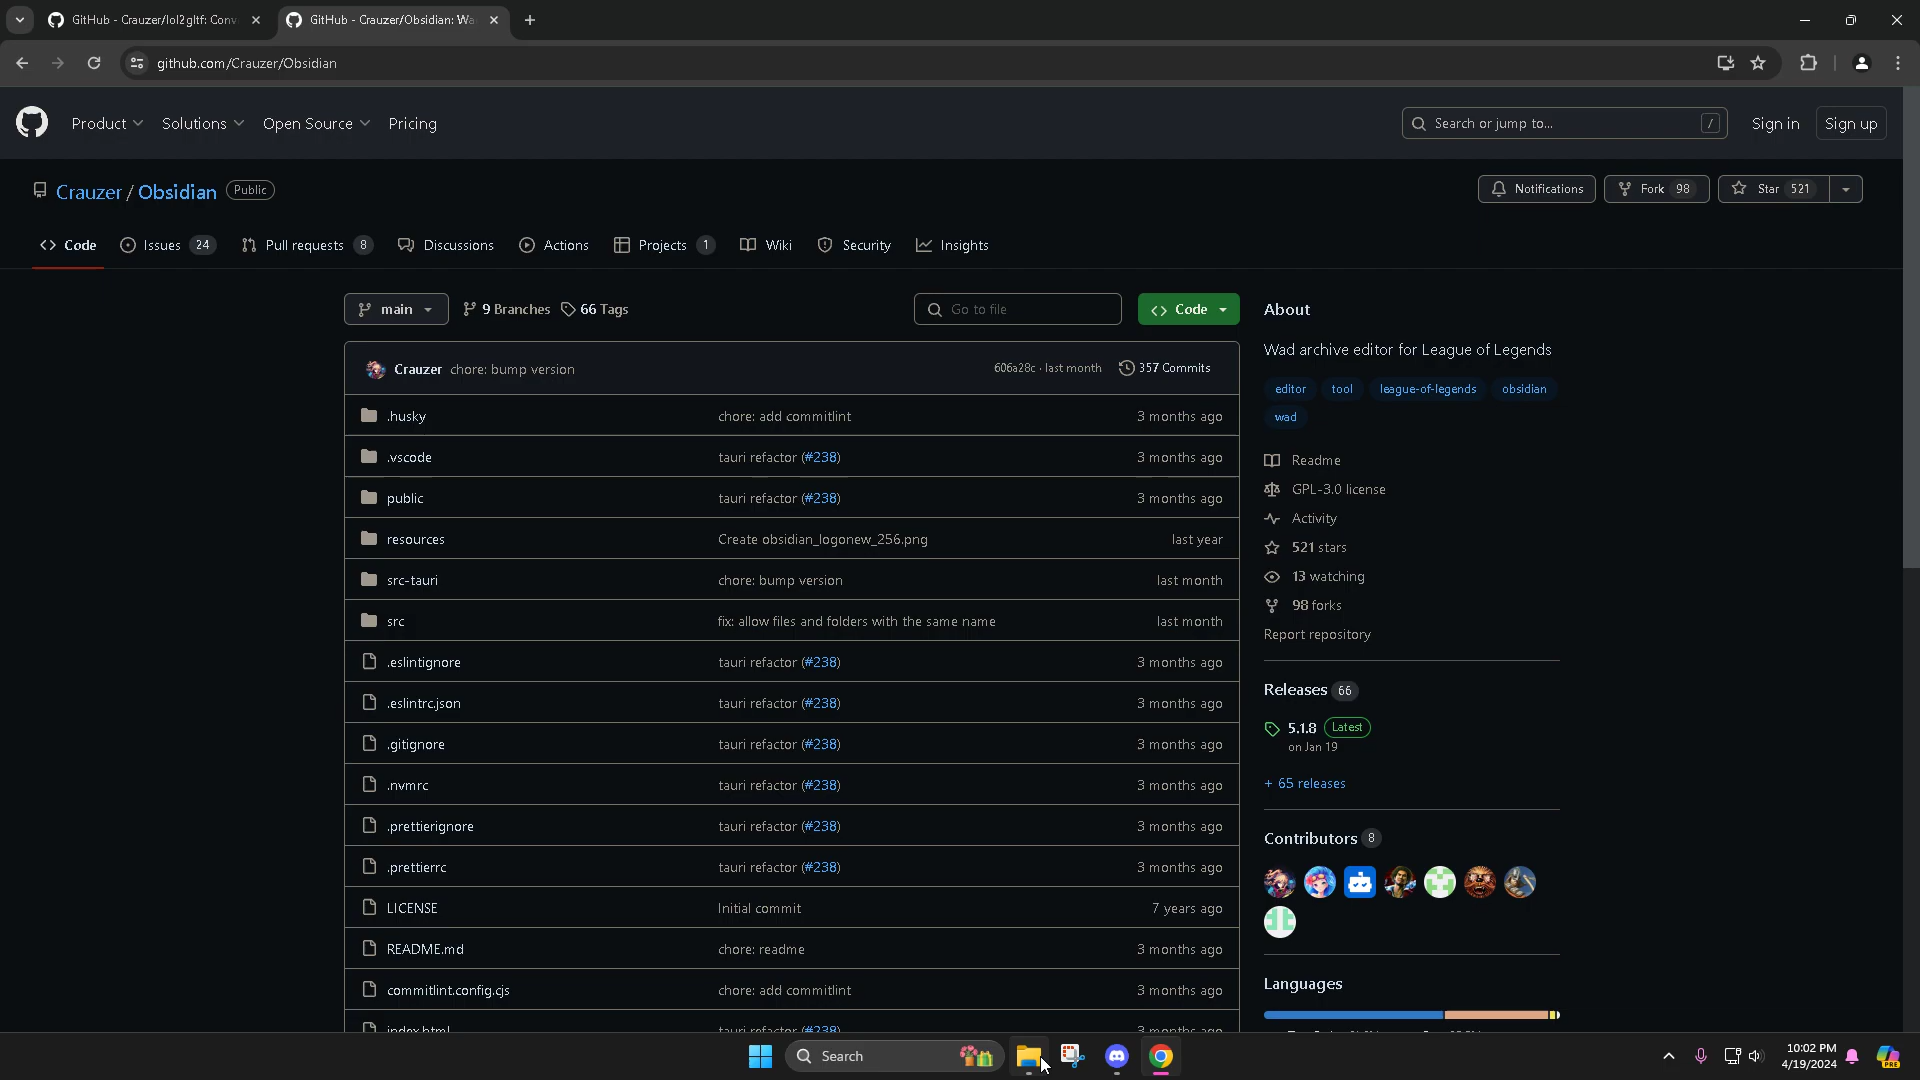 GitHub - Crauzer/lol2gltf: Conv
GitHub - Crauzer/Obsidian: Wa
github.com/Crauzer/Obsidian
Product
Solutions
Open Source
Pricing
Search or jump to...
/
Sign in
Sign up
Crauzer / Obsidian
Public
Notifications
Fork 98
Star 521
Code
Issues 24
Pull requests 8
Discussions
Actions
Projects 1
Wiki
Security
Insights
main
9 Branches
66 Tags
Go to file
Code
About
Wad archive editor for League of Legends
editor tool league-of-legends obsidian
wad
Crauzer chore: bump version 606a28c · last month 357 Commits
.husky chore: add commitlint 3 months ago
.vscode tauri refactor (#238) 3 months ago
public tauri refactor (#238) 3 months ago
resources Create obsidian_logonew_256.png last year
src-tauri chore: bump version last month
src fix: allow files and folders with the same name last month
.eslintignore tauri refactor (#238) 3 months ago
.eslintrc.json tauri refactor (#238) 3 months ago
.gitignore tauri refactor (#238) 3 months ago
.nvmrc tauri refactor (#238) 3 months ago
.prettierignore tauri refactor (#238) 3 months ago
.prettierrc tauri refactor (#238) 3 months ago
LICENSE Initial commit 7 years ago
README.md chore: readme 3 months ago
commitlint.config.cjs chore: add commitlint 3 months ago
index.html tauri refactor (#238) 3 months ago
Readme
GPL-3.0 license
Activity
521 stars
13 watching
98 forks
Report repository
Releases 66
5.1.8 Latest
on Jan 19
+ 65 releases
Contributors 8
Languages
Search
10:02 PM
4/19/2024
PRE